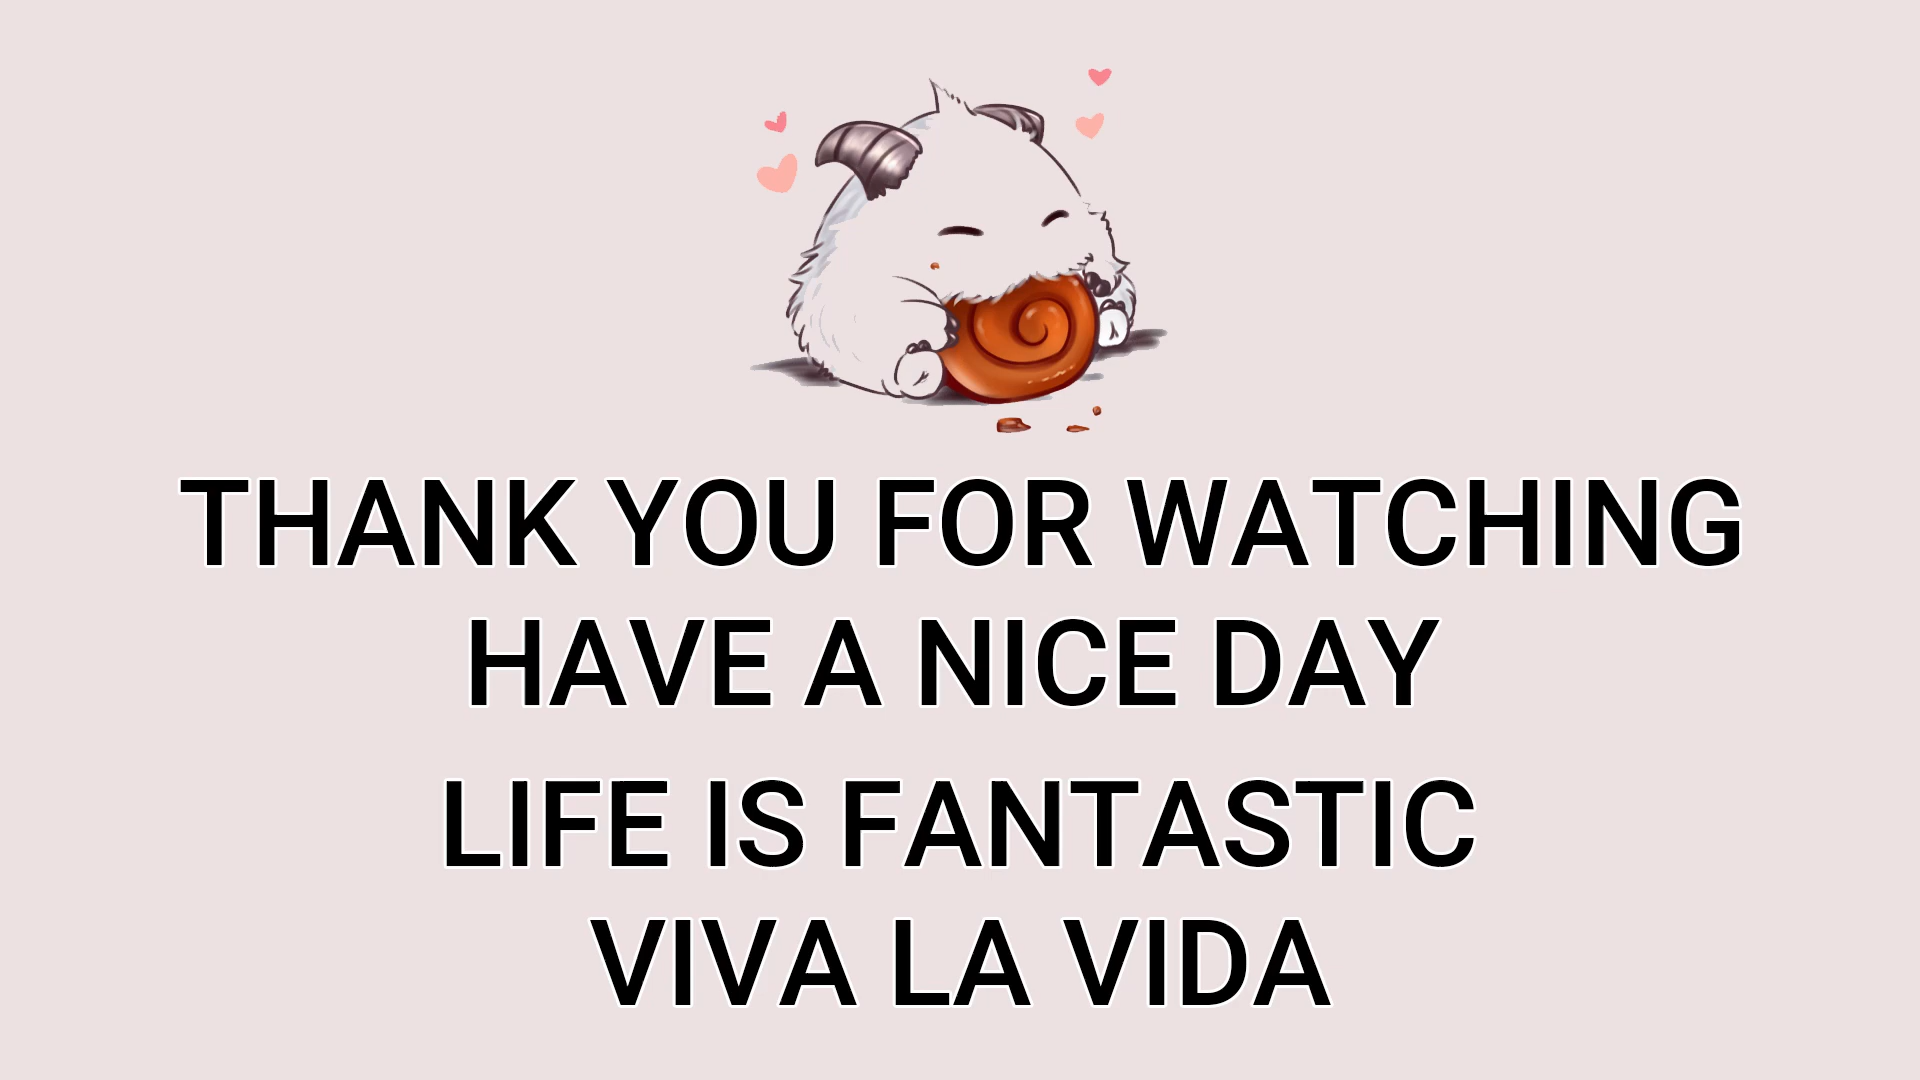 THANK YOU FOR WATCHING
HAVE A NICE DAY
LIFE IS FANTASTIC
VIVA LA VIDA